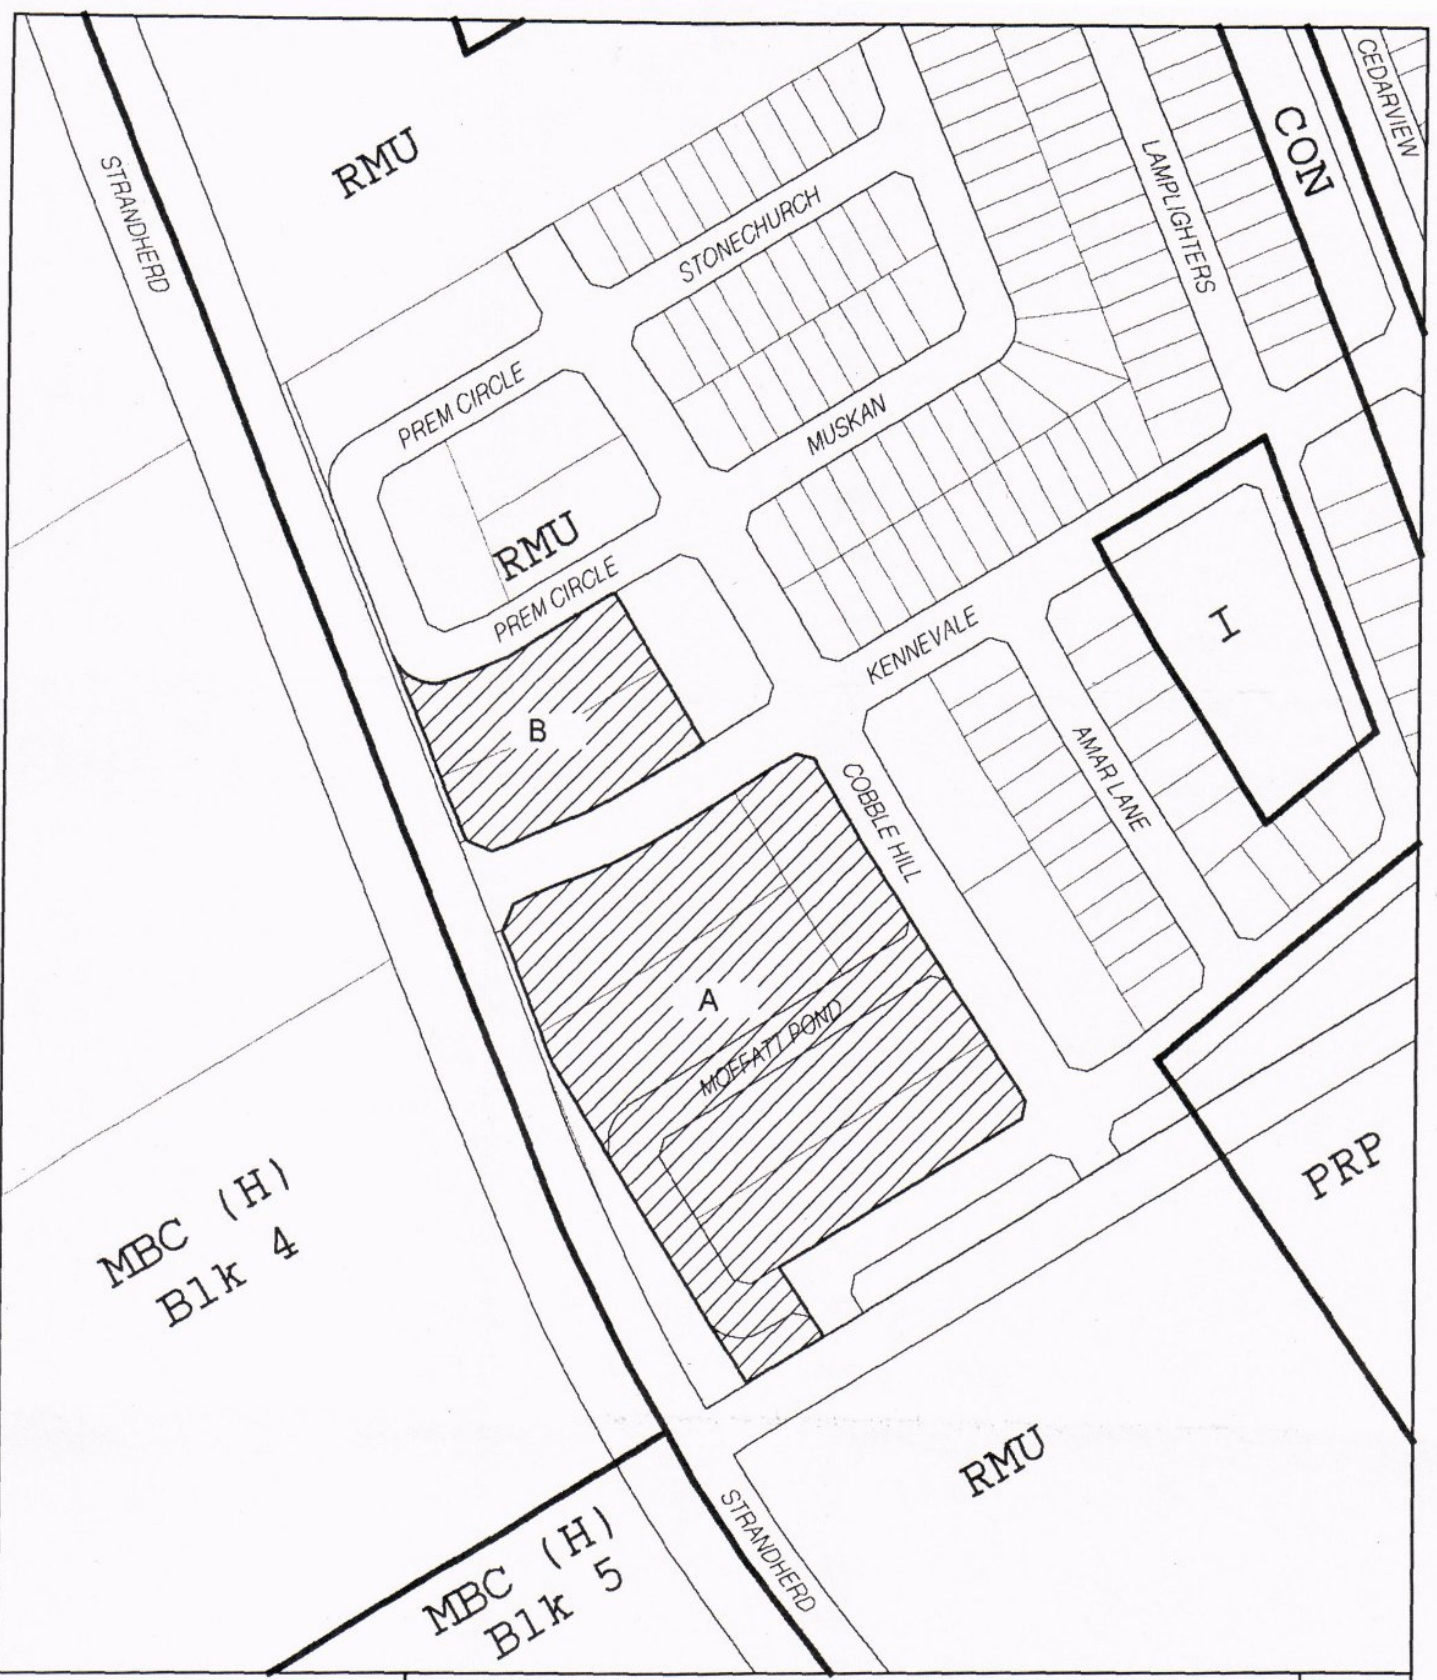 STRANDHERD
RMU
CEDARVIEW
CON
LAMPLIGHTERS
STONECHURCH
PREM CIRCLE
MUSKAN
RMU
PREM CIRCLE
KENNEVALE
I
B
COBBLE HILL
AMAR LANE
A
MOFFATT POND
MBC (H)
Blk 4
PRP
RMU
MBC (H)
Blk 5
STRANDHERD